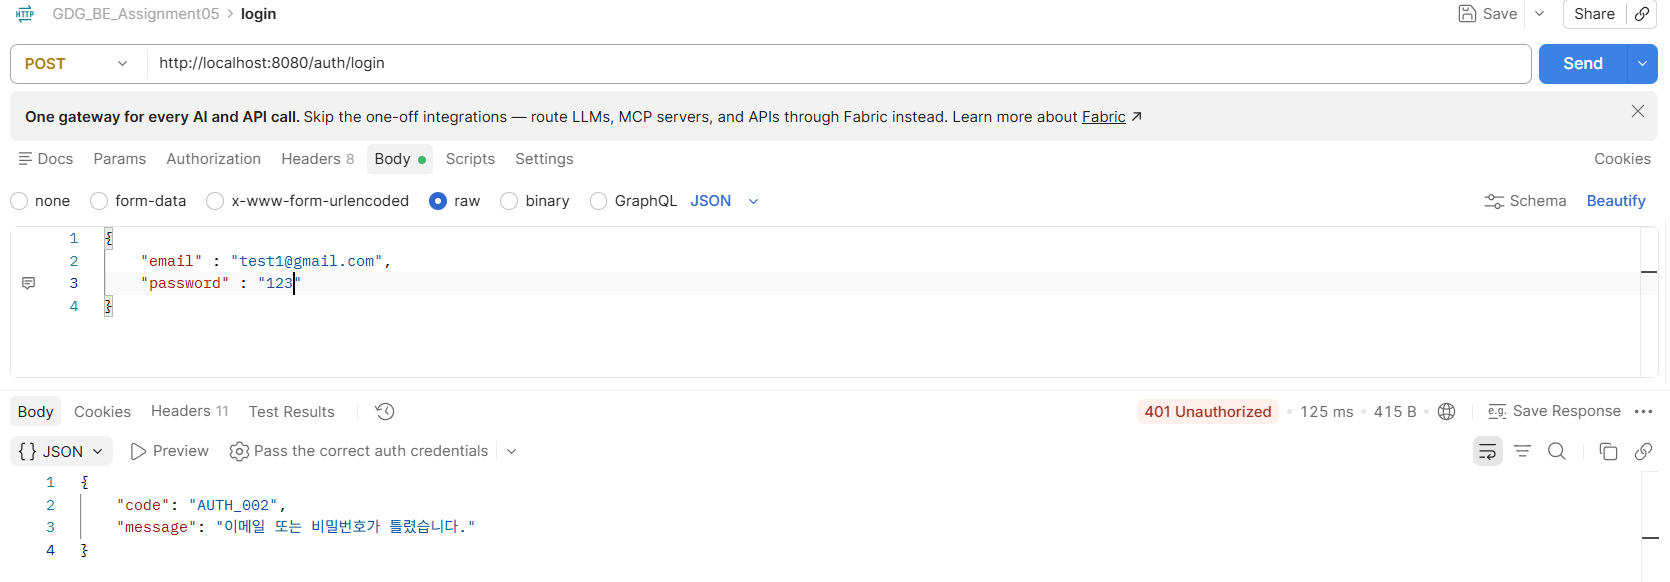 HTTP GDG_BE_Assignment05 > login Save Share
POST http://localhost:8080/auth/login Send
One gateway for every AI and API call. Skip the one-off integrations — route LLMs, MCP servers, and APIs through Fabric instead. Learn more about Fabric ↗
Docs Params Authorization Headers 8 Body Scripts Settings Cookies
none form-data x-www-form-urlencoded raw binary GraphQL JSON Schema Beautify
1 {
2 "email" : "test1@gmail.com",
3 "password" : "123"
4 }
Body Cookies Headers 11 Test Results 401 Unauthorized • 125 ms • 415 B • e.g. Save Response
{} JSON Preview Pass the correct auth credentials
1 {
2 "code": "AUTH_002",
3 "message": "이메일 또는 비밀번호가 틀렸습니다."
4 }